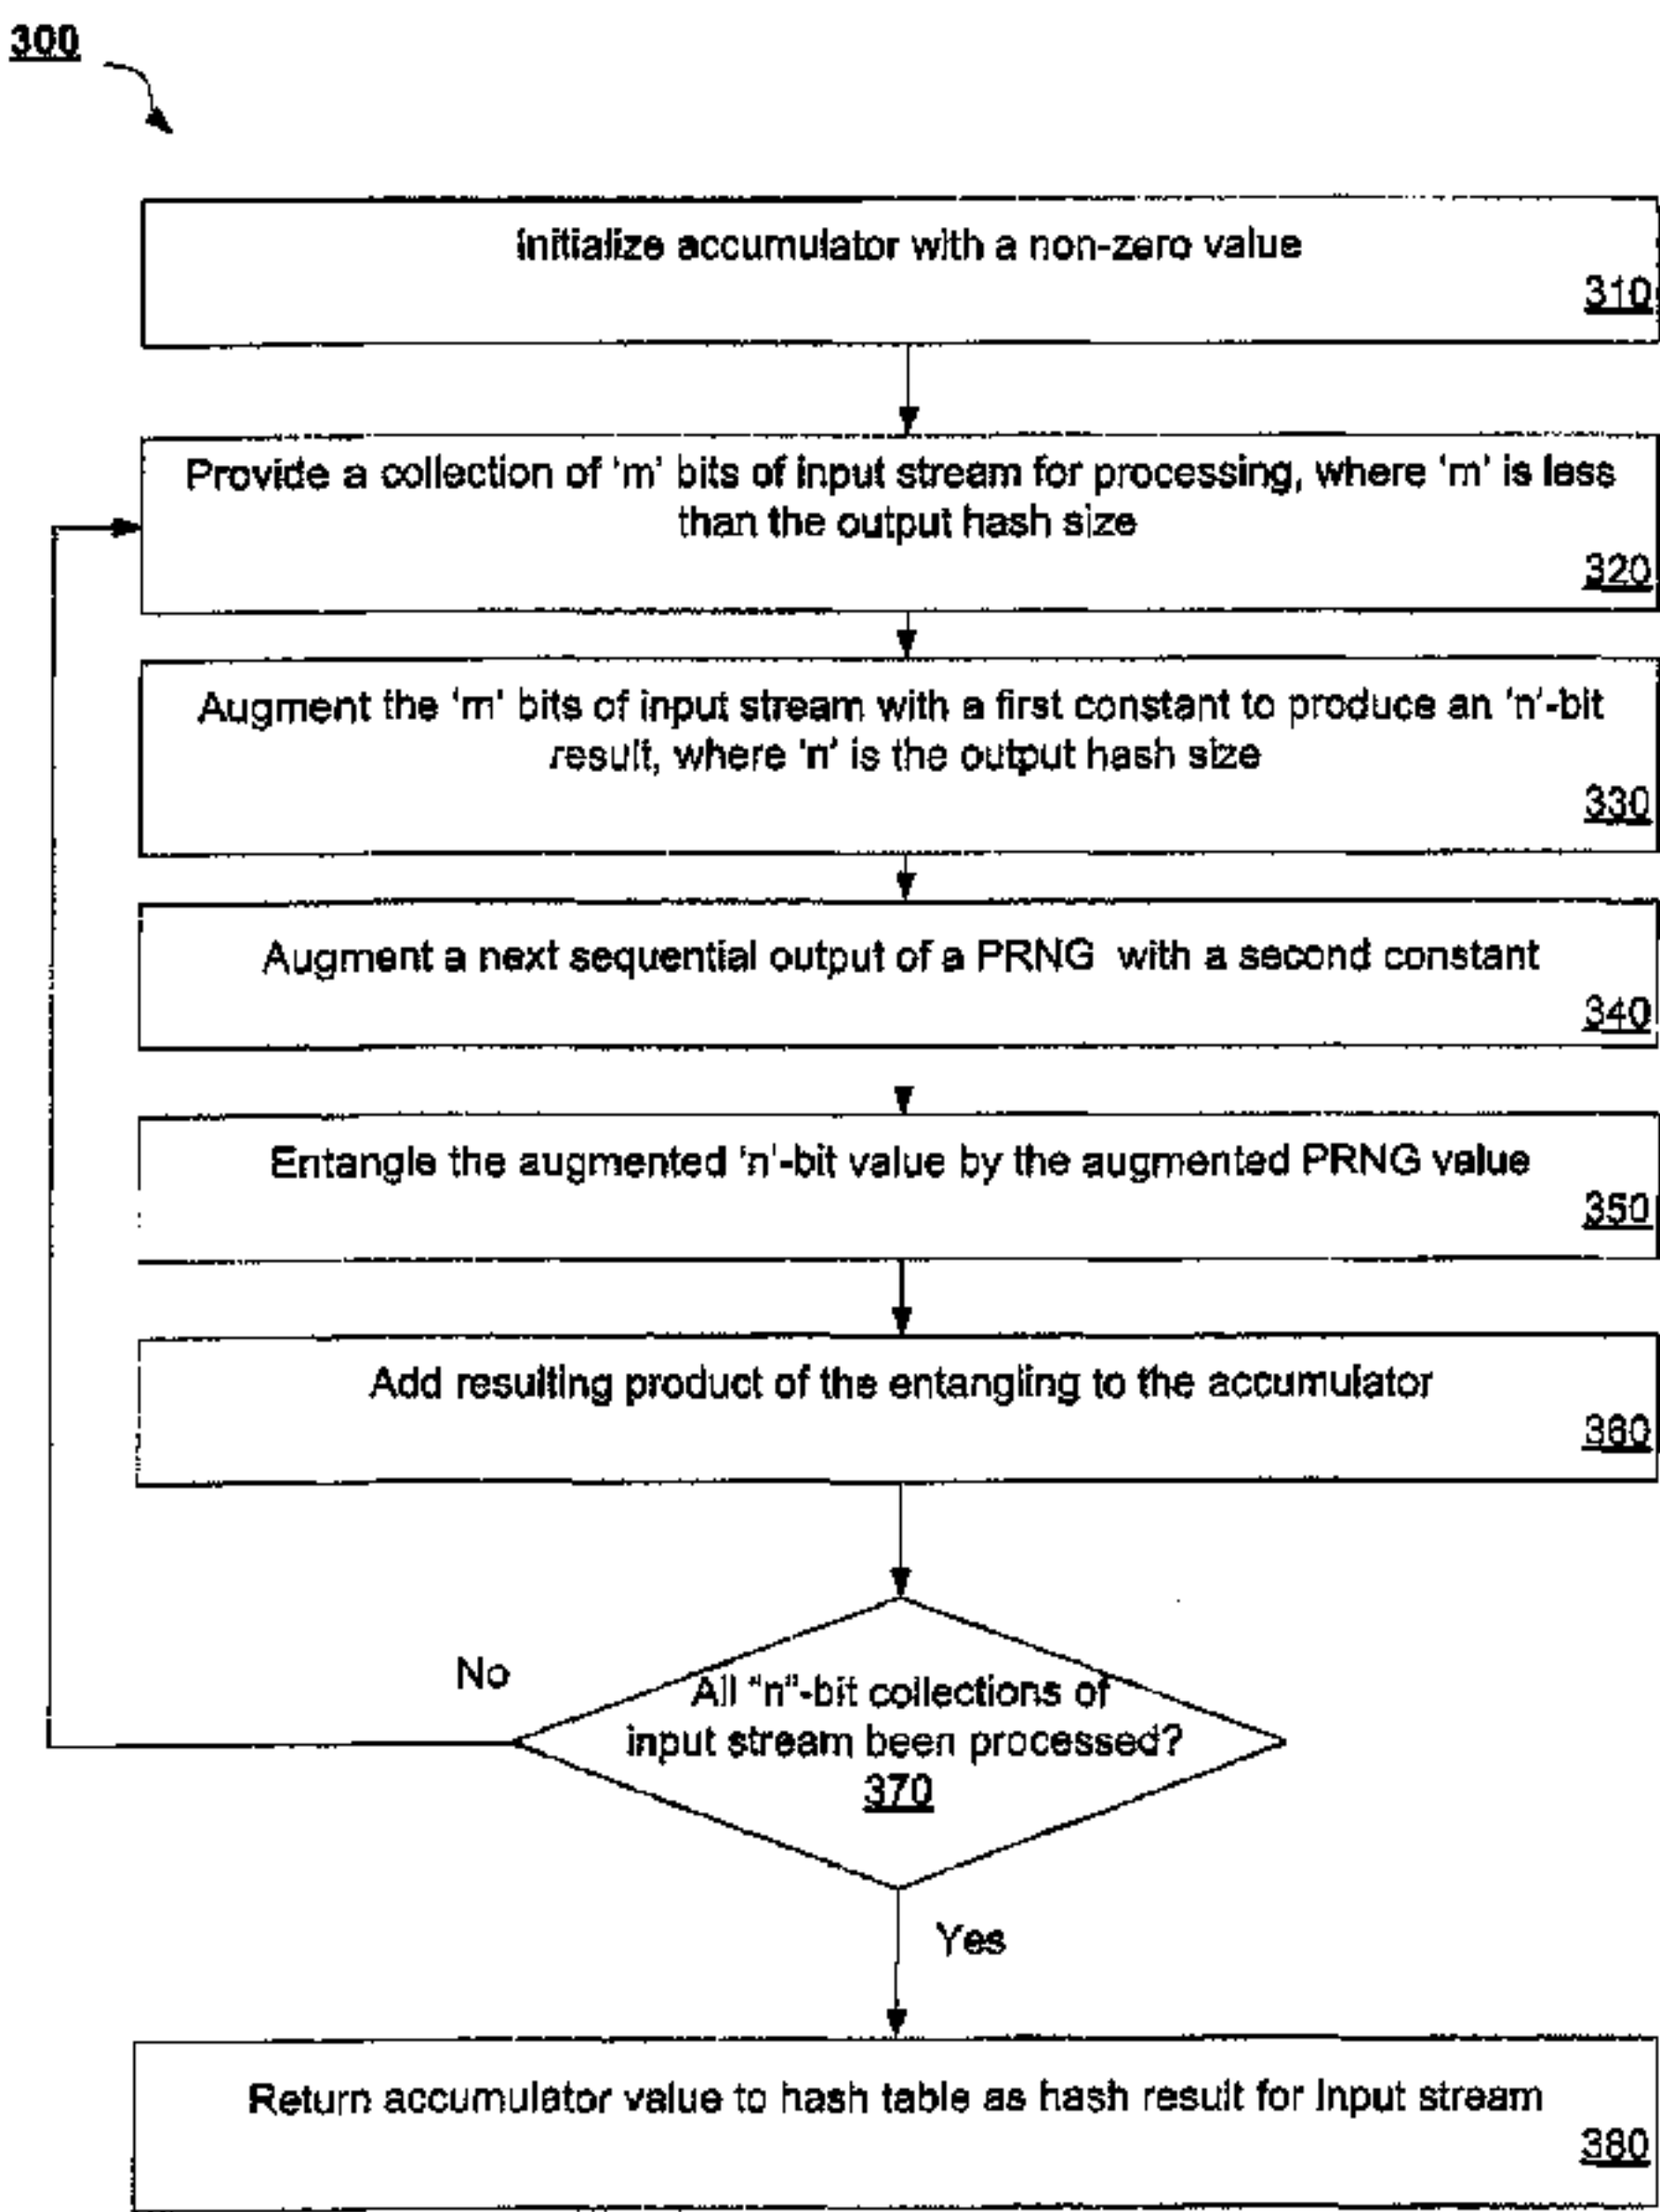 300
Initialize accumulator with a non-zero value
310
Provide a collection of 'm' bits of input stream for processing, where 'm' is less
than the output hash size
320
Augment the 'm' bits of input stream with a first constant to produce an 'n'-bit
result, where 'n' is the output hash size
330
Augment a next sequential output of a PRNG with a second constant
340
Entangle the augmented 'n'-bit value by the augmented PRNG value
350
Add resulting product of the entangling to the accumulator
360
No
All "n"-bit collections of
input stream been processed?
370
Yes
Return accumulator value to hash table as hash result for Input stream
380